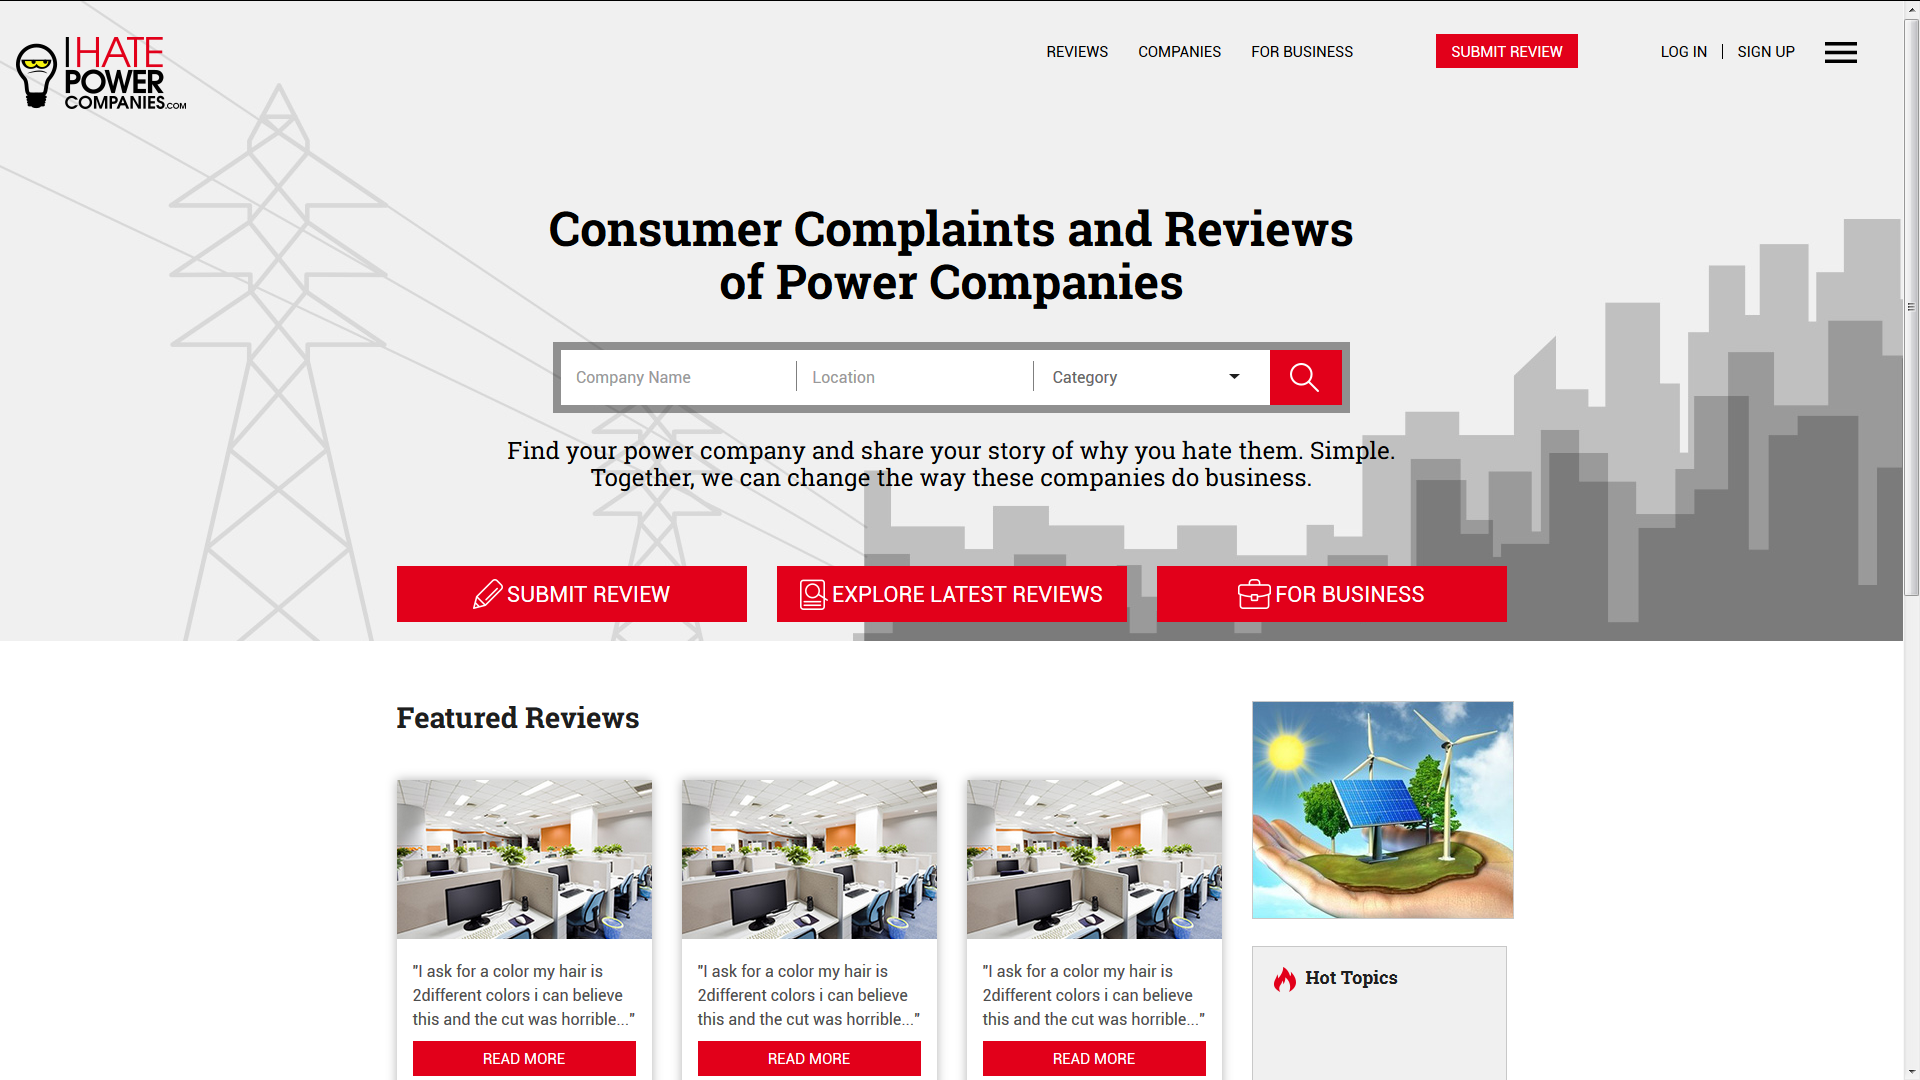 I HATE
POWER
COMPANIES.COM
REVIEWS
COMPANIES
FOR BUSINESS
SUBMIT REVIEW
LOG IN
SIGN UP
Consumer Complaints and Reviews
of Power Companies
Company Name
Location
Category
Find your power company and share your story of why you hate them. Simple.
Together, we can change the way these companies do business.
SUBMIT REVIEW
EXPLORE LATEST REVIEWS
FOR BUSINESS
Featured Reviews
"I ask for a color my hair is
2different colors i can believe
this and the cut was horrible..."
READ MORE
"I ask for a color my hair is
2different colors i can believe
this and the cut was horrible..."
READ MORE
"I ask for a color my hair is
2different colors i can believe
this and the cut was horrible..."
READ MORE
Hot Topics